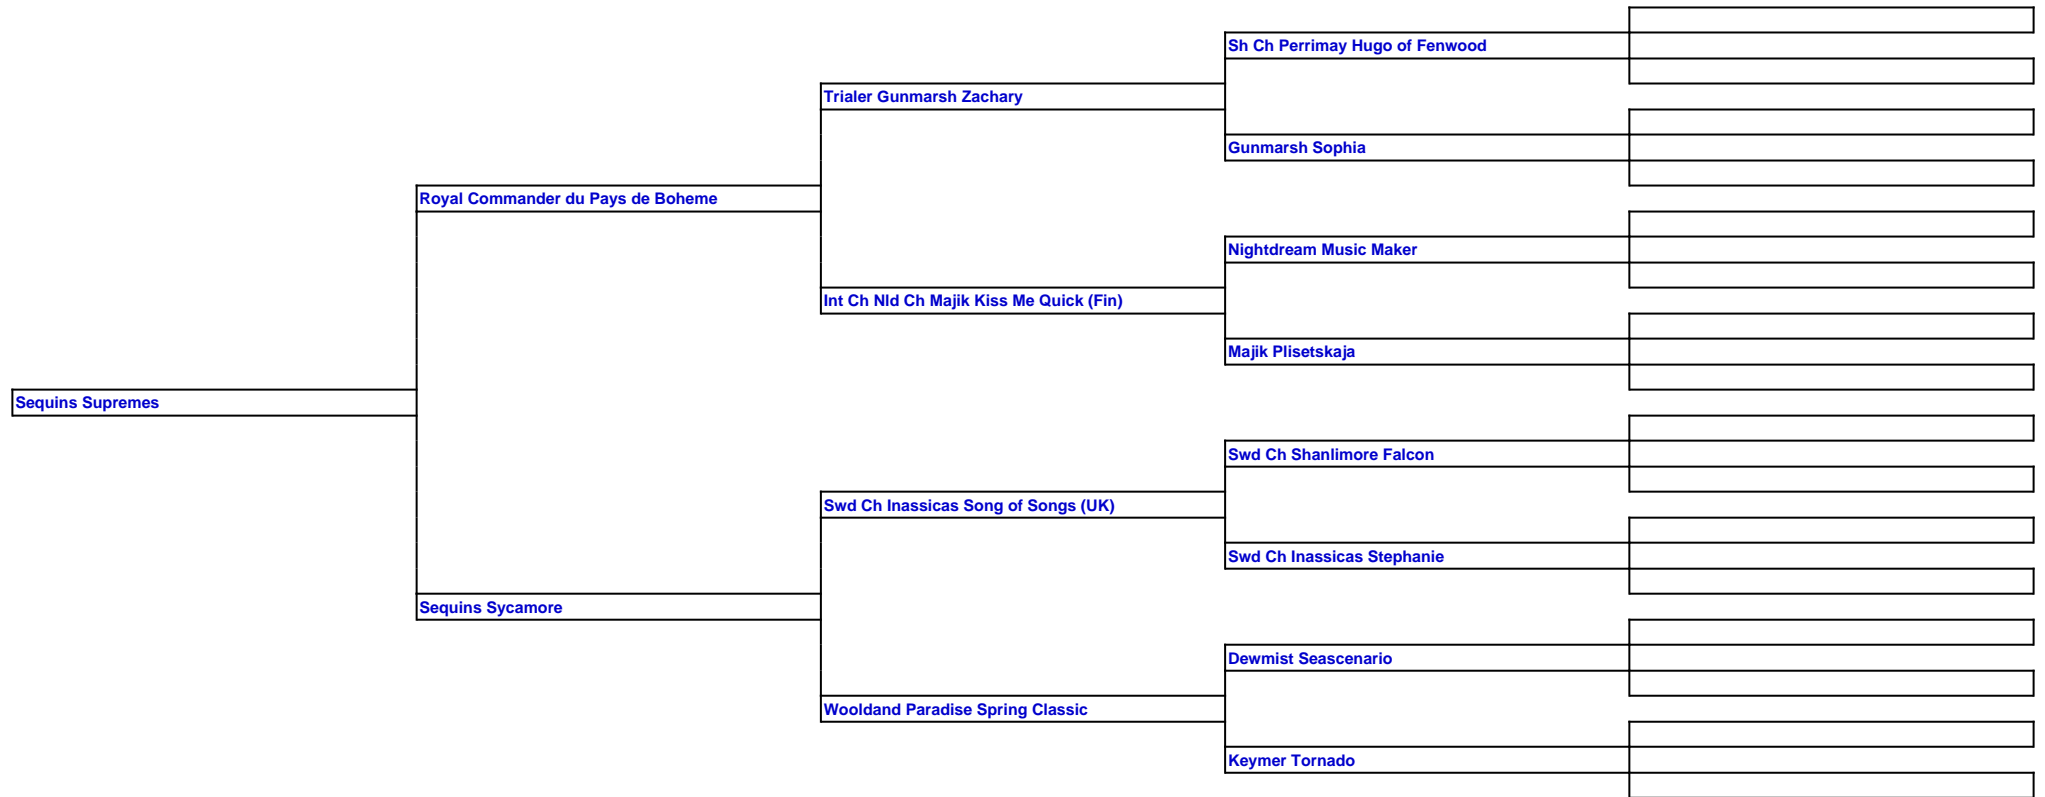 Sh Ch Perrimay Hugo of Fenwood
Trialer Gunmarsh Zachary
Gunmarsh Sophia
Royal Commander du Pays de Boheme
Nightdream Music Maker
Int Ch Nld Ch Majik Kiss Me Quick (Fin)
Majik Plisetskaja
Sequins Supremes
Swd Ch Shanlimore Falcon
Swd Ch Inassicas Song of Songs (UK)
Swd Ch Inassicas Stephanie
Sequins Sycamore
Dewmist Seascenario
Wooldand Paradise Spring Classic
Keymer Tornado